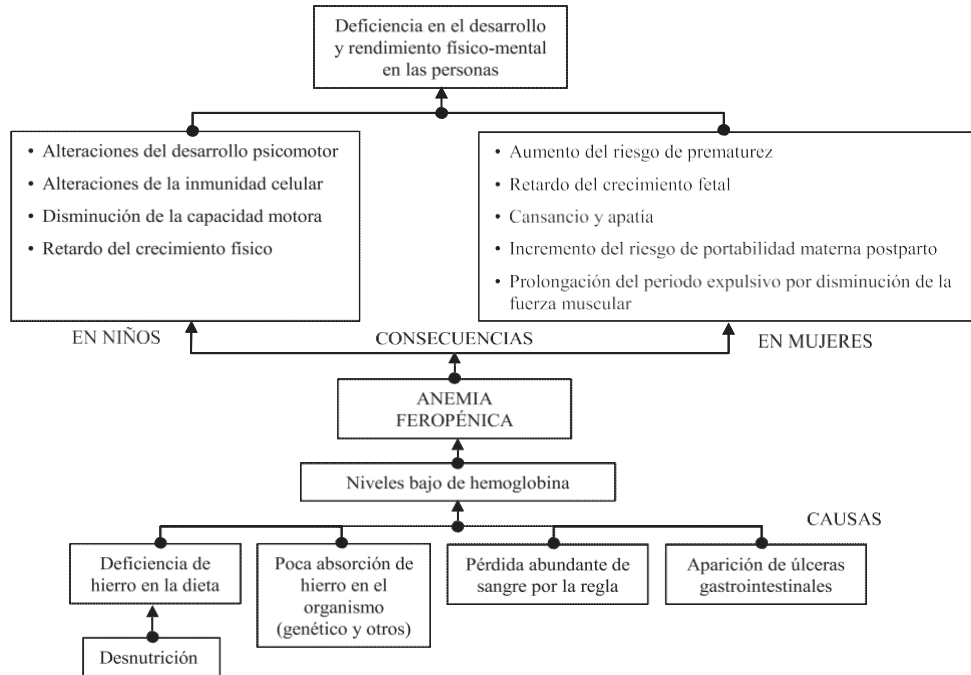 Deficiencia en el desarrollo
y rendimiento físico-mental
en las personas
• Alteraciones del desarrollo psicomotor
• Alteraciones de la inmunidad celular
• Disminución de la capacidad motora
• Retardo del crecimiento físico
• Aumento del riesgo de prematurez
• Retardo del crecimiento fetal
• Cansancio y apatía
• Incremento del riesgo de portabilidad materna postparto
• Prolongación del periodo expulsivo por disminución de la
fuerza muscular
EN NIÑOS
CONSECUENCIAS
EN MUJERES
ANEMIA
FEROPÉNICA
Niveles bajo de hemoglobina
CAUSAS
Deficiencia de
hierro en la dieta
Poca absorción de
hierro en el
organismo
(genético y otros)
Pérdida abundante de
sangre por la regla
Aparición de úlceras
gastrointestinales
Desnutrición